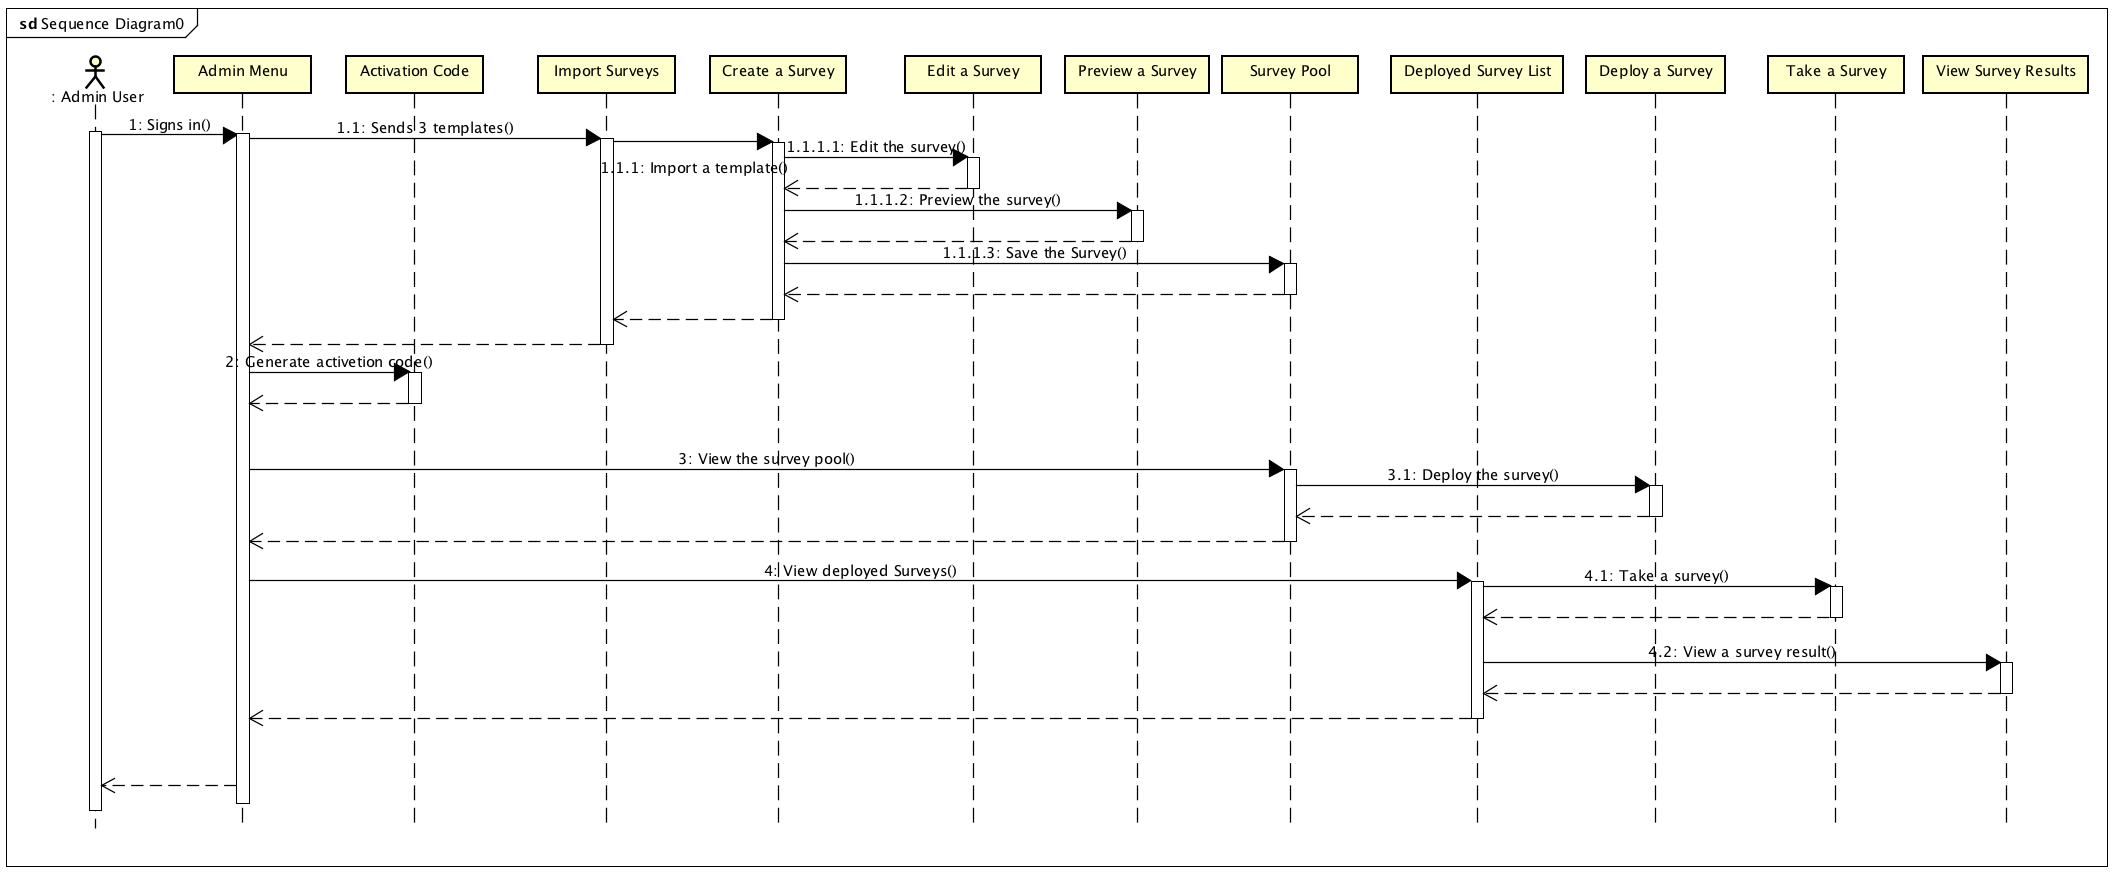 sd Sequence Diagram()
: Admin User
Admin Menu
Activation Code
Import Surveys
Create a Survey
Edit a Survey
Preview a Survey
Survey Pool
Deployed Survey List
Deploy a Survey
Take a Survey
View Survey Results
1: Signs in()
1.1: Sends 3 templates()
1.1.1: Import a template()
1.1.1.1: Edit the survey()
1.1.1.2: Preview the survey()
1.1.1.3: Save the Survey()
2: Generate activetion code()
3: View the survey pool()
3.1: Deploy the survey()
4: View deployed Surveys()
4.1: Take a survey()
4.2: View a survey result()